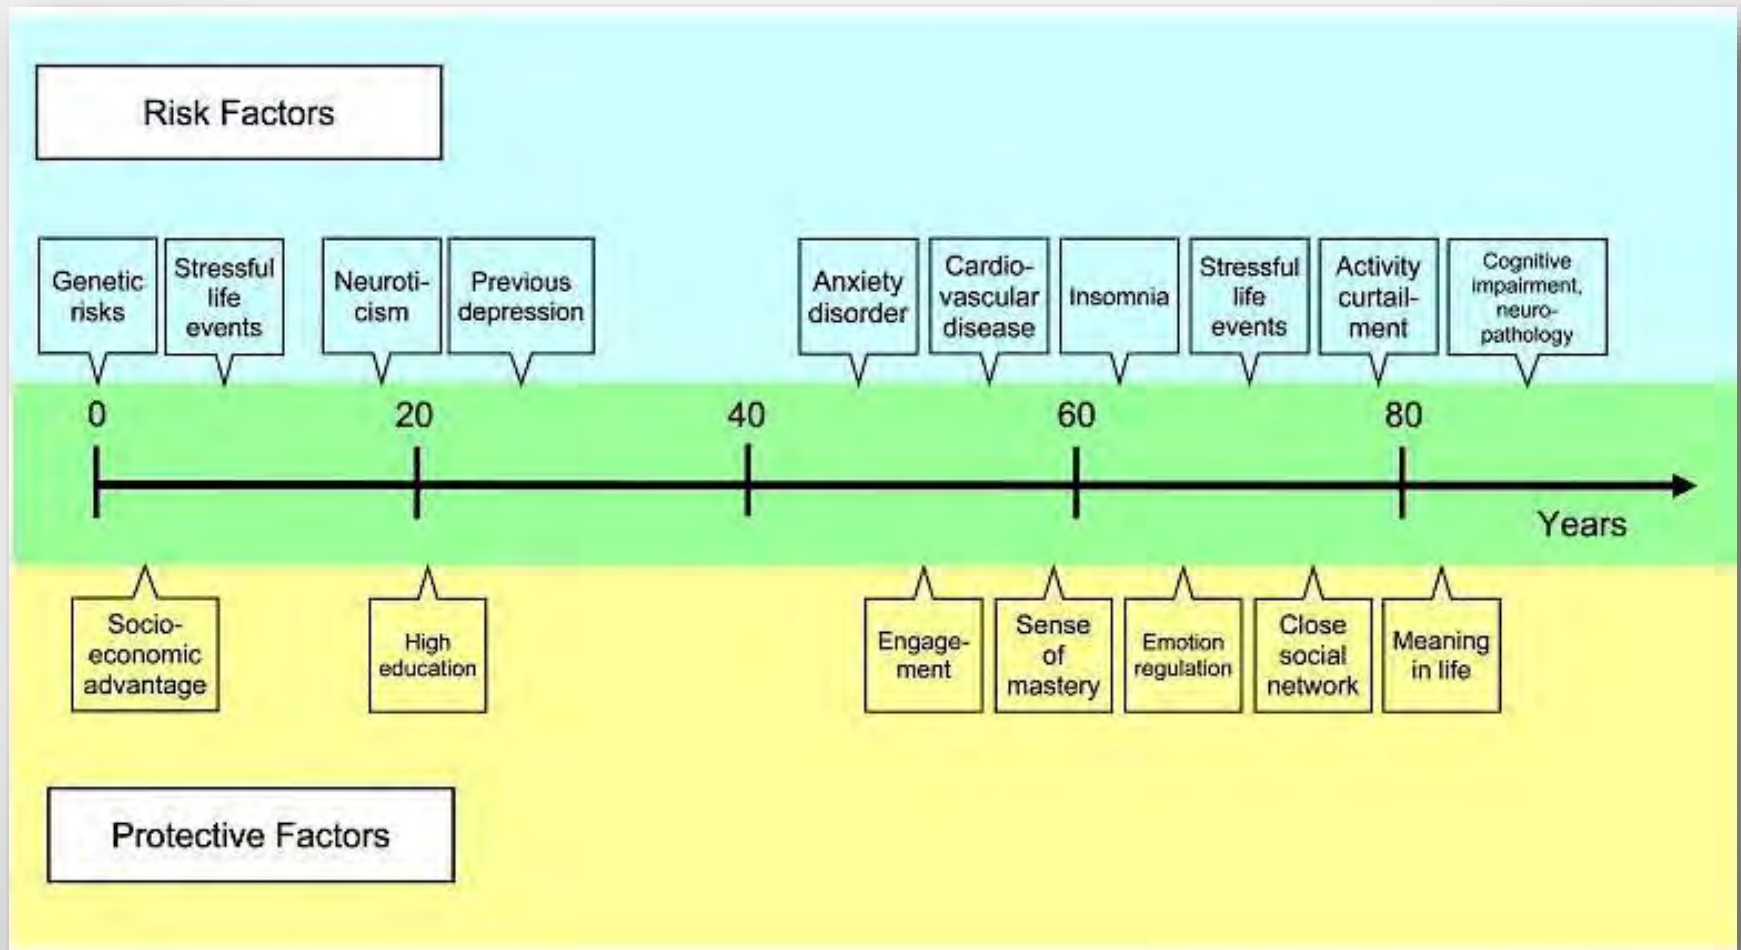 Risk Factors
Genetic
risks
Stressful
life
events
Neuroti-
cism
Previous
depression
Anxiety
disorder
Cardio-
vascular
disease
Insomnia
Stressful
life
events
Activity
curtail-
ment
Cognitive
impairment,
neuro-
pathology
0
20
40
60
80
Years
Socio-
economic
advantage
High
education
Engage-
ment
Sense
of
mastery
Emotion
regulation
Close
social
network
Meaning
in life
Protective Factors